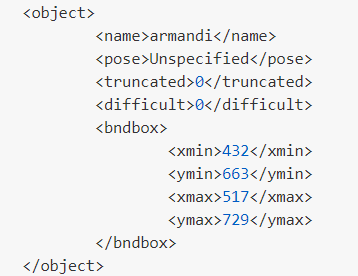 <object>
<name>armandi</name>
<pose>Unspecified</pose>
<truncated>0</truncated>
<difficult>0</difficult>
<bndbox>
<xmin>432</xmin>
<ymin>663</ymin>
<xmax>517</xmax>
<ymax>729</ymax>
</bndbox>
</object>